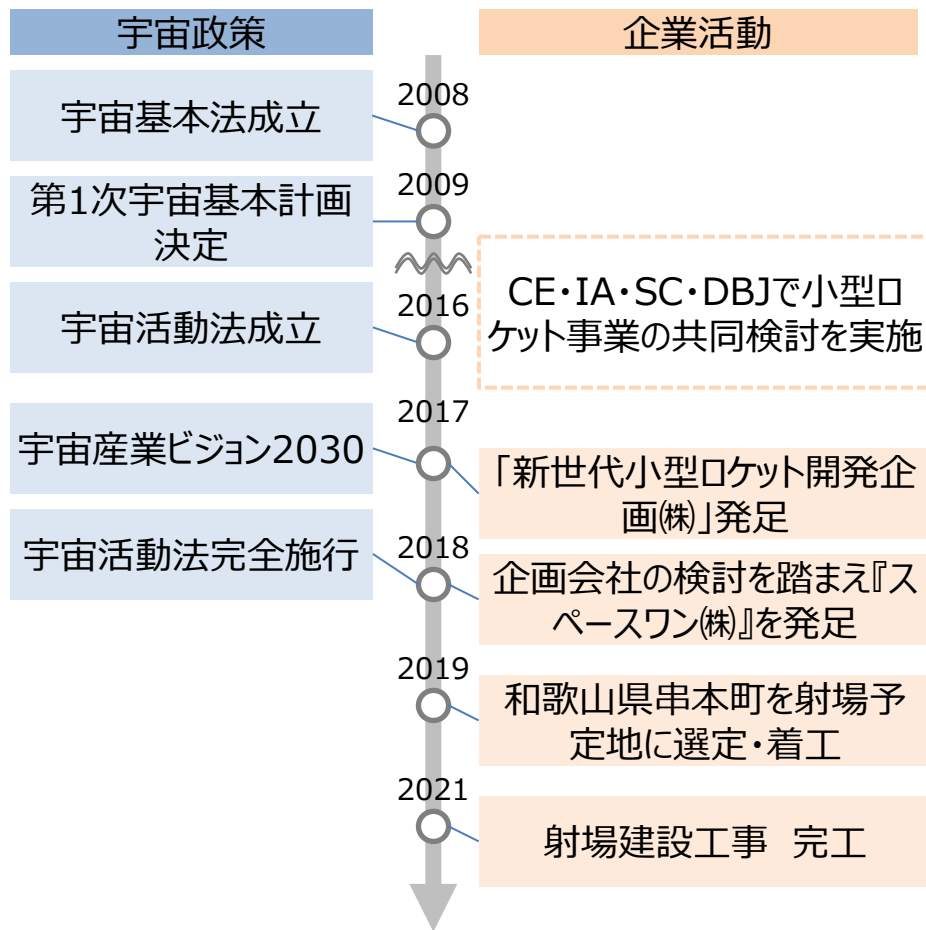 宇宙政策
企業活動
2008
宇宙基本法成立
2009
第1次宇宙基本計画
決定
CE・IA・SC・DBJで小型ロ
ケット事業の共同検討を実施
2016
宇宙活動法成立
2017
宇宙産業ビジョン2030
「新世代小型ロケット開発企
画㈱」発足
2018
宇宙活動法完全施行
企画会社の検討を踏まえ『ス
ペースワン㈱』を発足
2019
和歌山県串本町を射場予
定地に選定・着工
2021
射場建設工事　完工